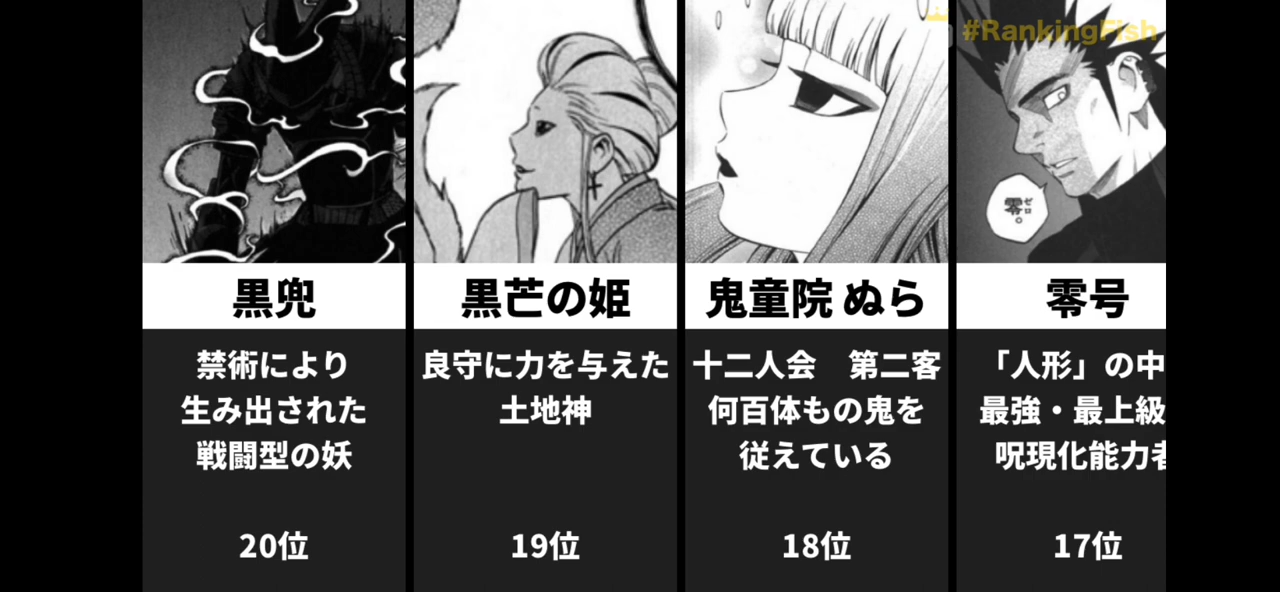 #RankingFish
零。
ゼロ
黒兜
禁術により
生み出された
戦闘型の妖
20位
黒芒の姫
良守に力を与えた
土地神
19位
鬼童院 ぬら
十二人会　第二客
何百体もの鬼を
従えている
18位
零号
「人形」の中
最強・最上級
呪現化能力者
17位